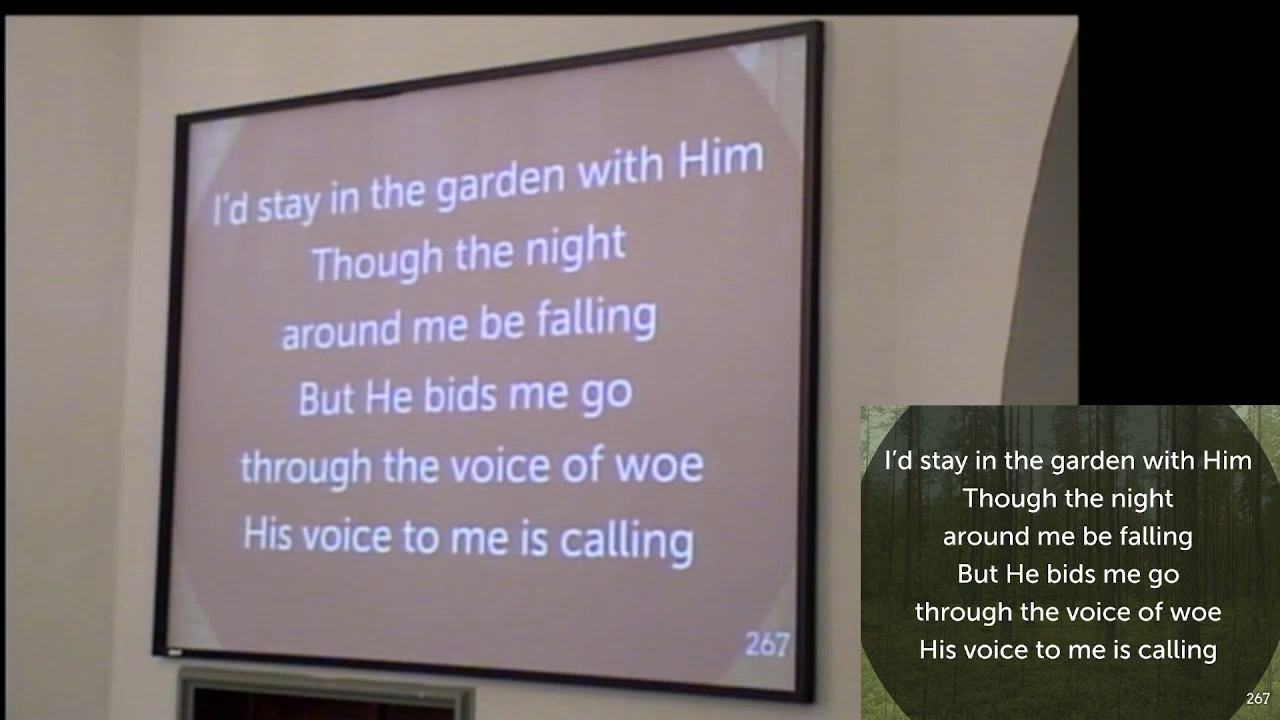 I'd stay in the garden with Him
Though the night
around me be falling
But He bids me go
through the voice of woe
His voice to me is calling
267
I'd stay in the garden with Him
Though the night
around me be falling
But He bids me go
through the voice of woe
His voice to me is calling
267